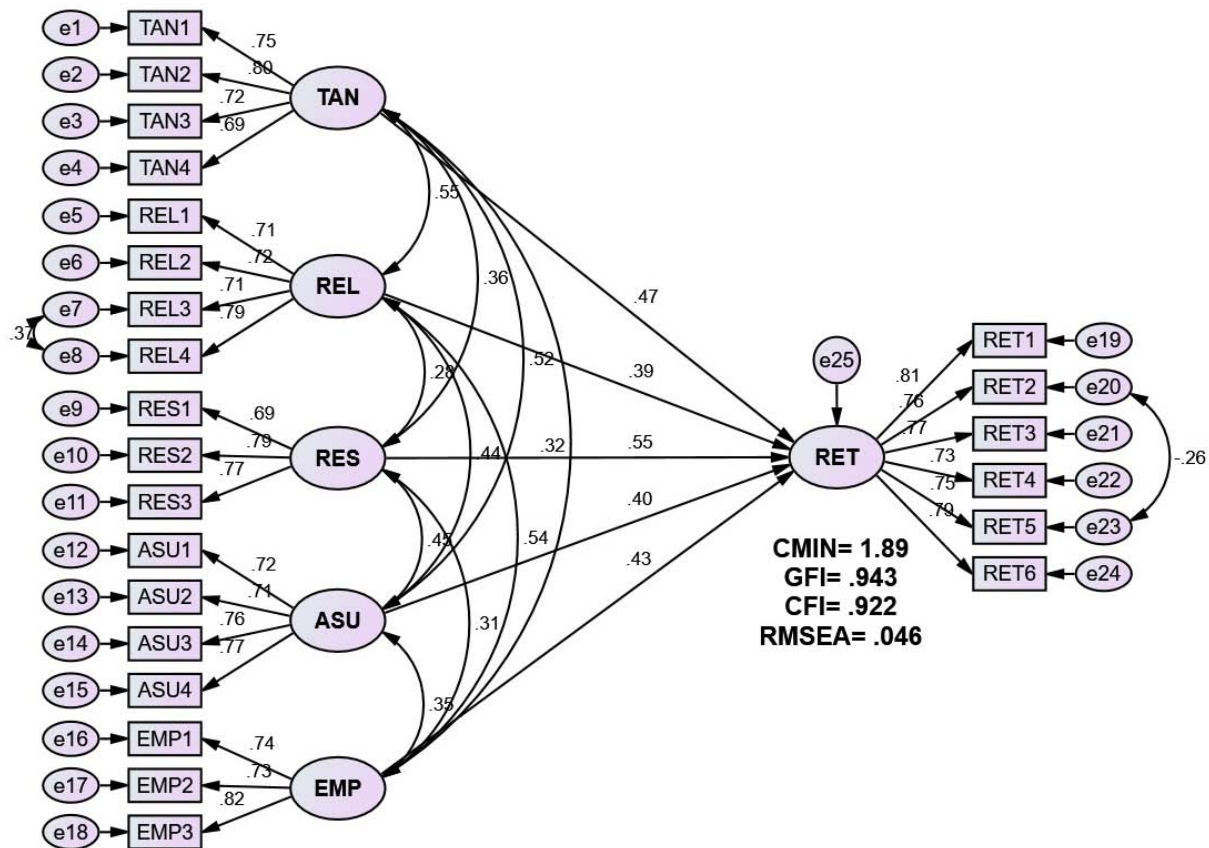 e1 TAN1 .75
e2 TAN2 .80
e3 TAN3 .72
e4 TAN4 .69
TAN
e5 REL1 .71
e6 REL2 .72
e7 REL3 .71
e8 REL4 .79
.37
REL
e9 RES1 .69
e10 RES2 .79
e11 RES3 .77
RES
e12 ASU1 .72
e13 ASU2 .71
e14 ASU3 .76
e15 ASU4 .77
ASU
e16 EMP1 .74
e17 EMP2 .73
e18 EMP3 .82
EMP
.55
.36
.52
.32
.28
.44
.54
.45
.31
.35
.47
.39
.55
.40
.43
e25
RET
.81 RET1 e19
.76 RET2 e20
.77 RET3 e21
.73 RET4 e22
.75 RET5 e23
.79 RET6 e24
-.26
CMIN= 1.89
GFI= .943
CFI= .922
RMSEA= .046